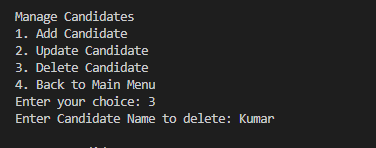 Manage Candidates
1. Add Candidate
2. Update Candidate
3. Delete Candidate
4. Back to Main Menu
Enter your choice: 3
Enter Candidate Name to delete: Kumar